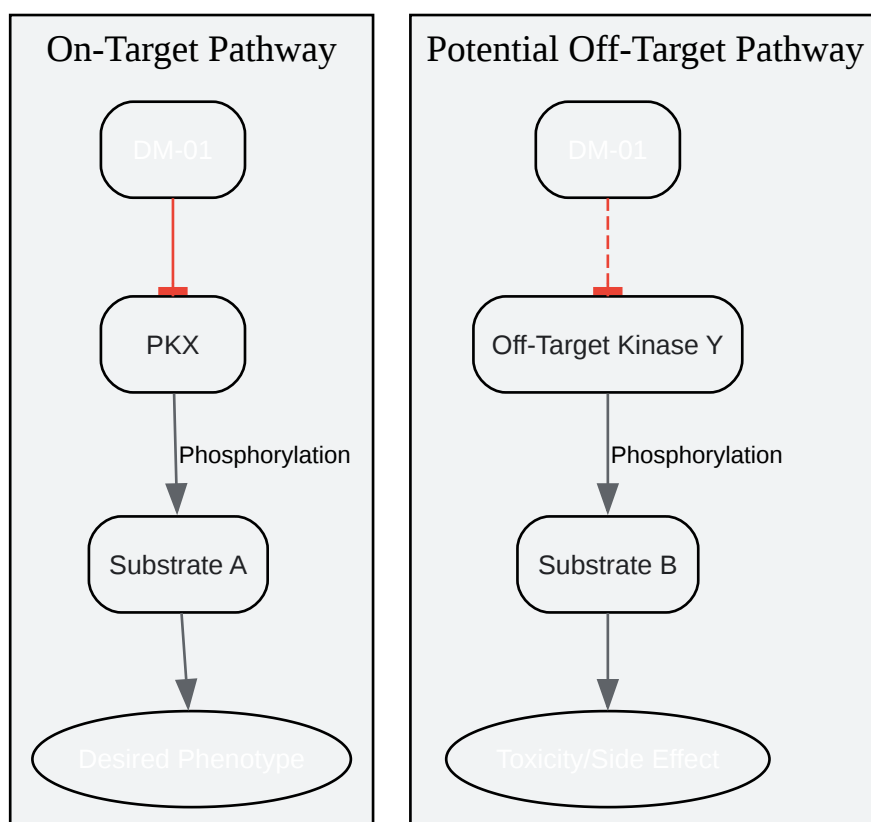 On-Target Pathway
DM-01
PKX
Phosphorylation
Substrate A
Desired Phenotype
Potential Off-Target Pathway
DM-01
Off-Target Kinase Y
Phosphorylation
Substrate B
Toxicity/Side Effect